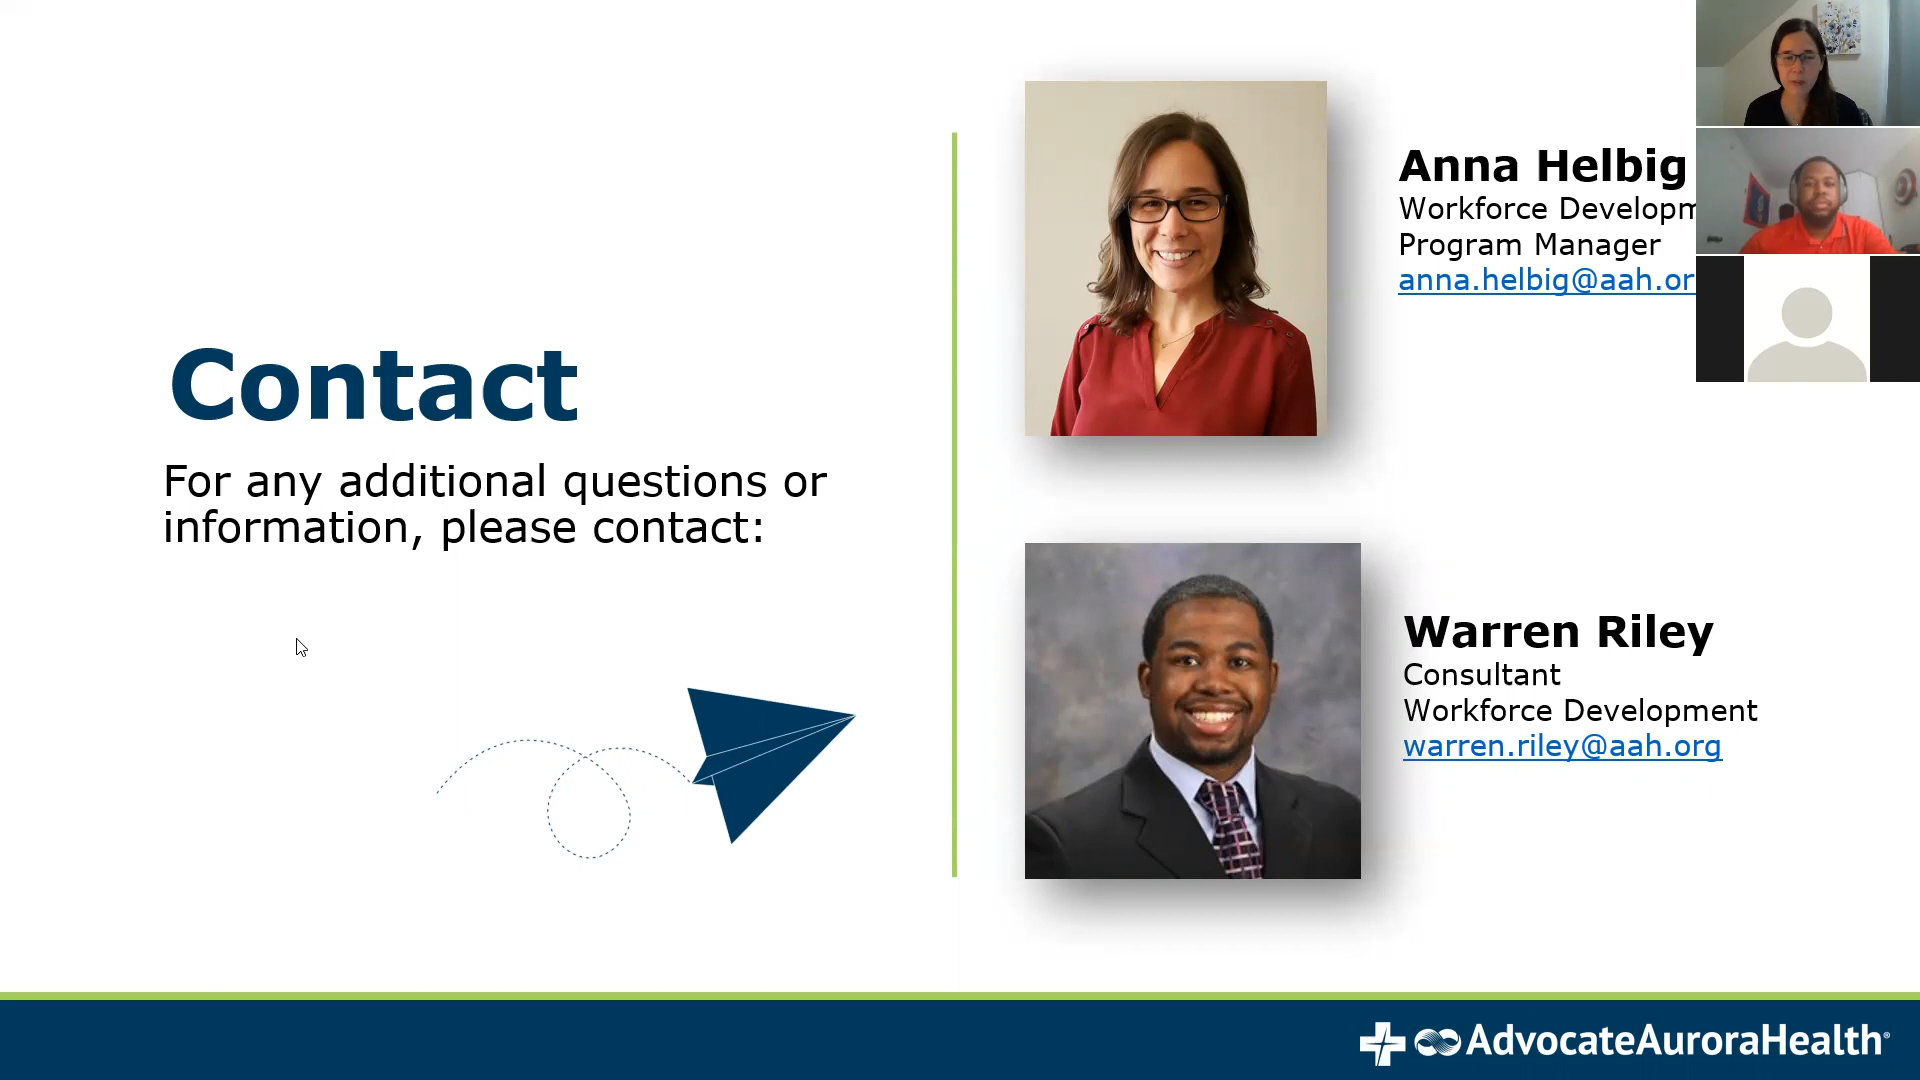 Contact
For any additional questions or
information, please contact:
Anna Helbig
Workforce Developm
Program Manager
anna.helbig@aah.or
Warren Riley
Consultant
Workforce Development
warren.riley@aah.org
AdvocateAuroraHealth®